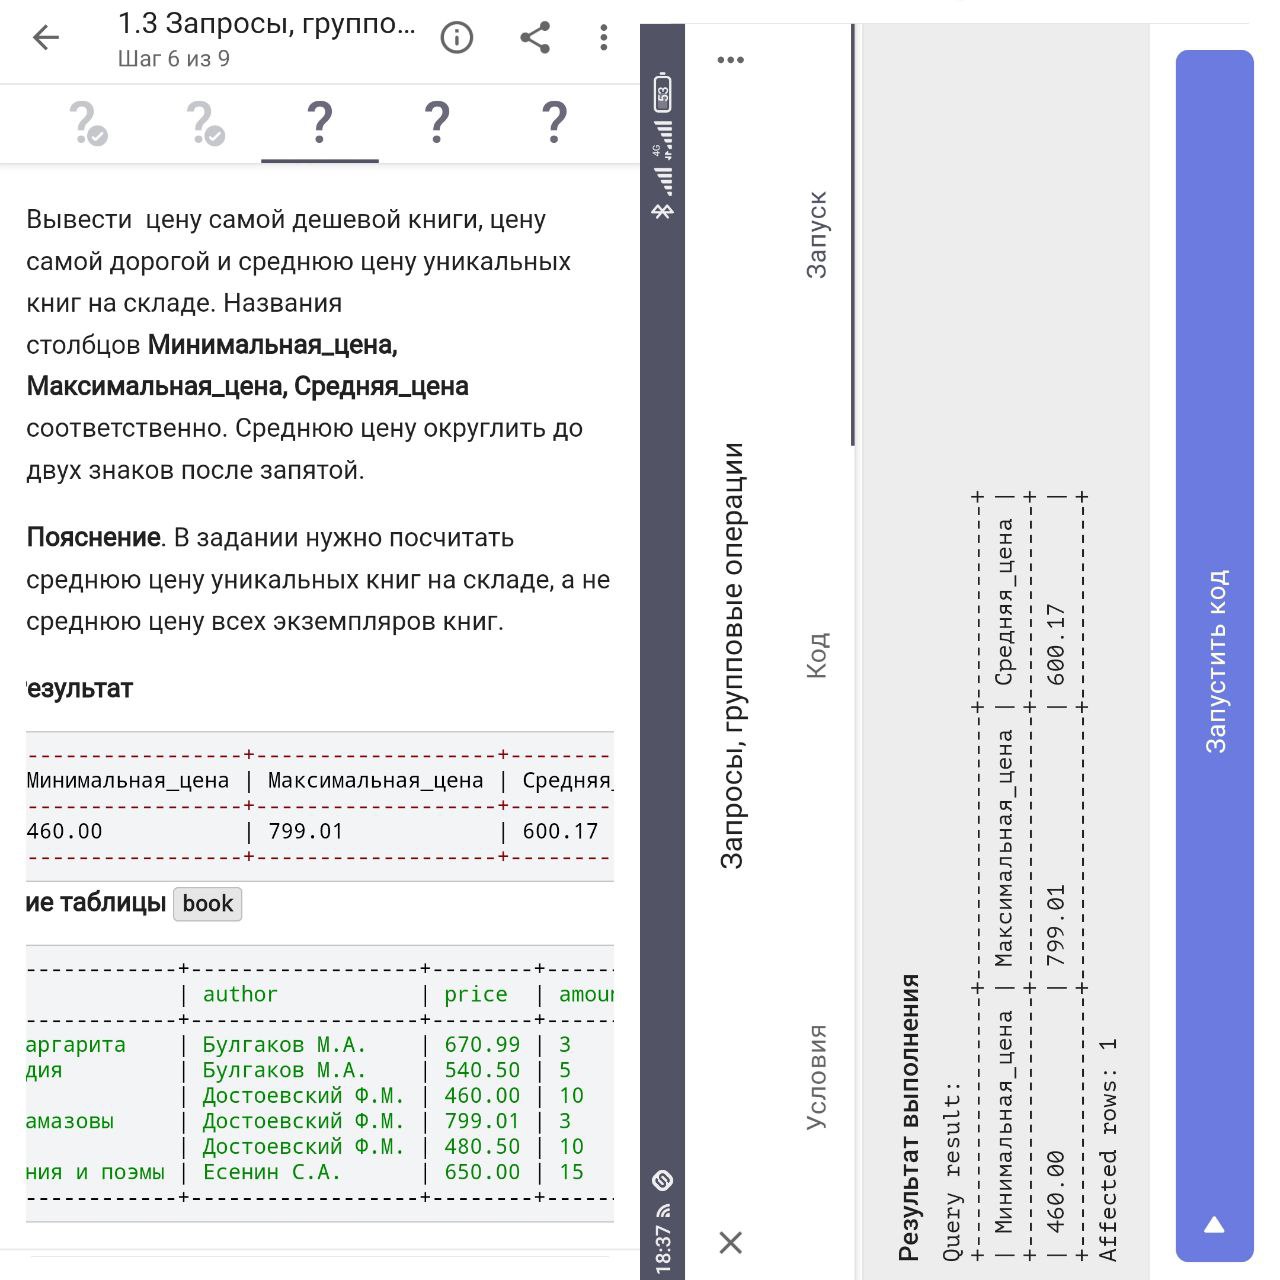 1.3 Запросы, группо...
Шаг 6 из 9
Вывести цену самой дешевой книги, цену
самой дорогой и среднюю цену уникальных
книг на складе. Названия
столбцов Минимальная_цена,
Максимальная_цена, Средняя_цена
соответственно. Среднюю цену округлить до
двух знаков после запятой.
Пояснение. В задании нужно посчитать
среднюю цену уникальных книг на складе, а не
среднюю цену всех экземпляров книг.
езультат
-----------------+-------------------+--------
Минимальная_цена | Максимальная_цена | Средняя_
-----------------+-------------------+--------
460.00 | 799.01 | 600.17
-----------------+-------------------+--------
ие таблицы book
------------+------------------+--------+------
| author | price | amour
------------+------------------+--------+------
аргарита | Булгаков М.А. | 670.99 | 3
дия | Булгаков М.А. | 540.50 | 5
| Достоевский Ф.М. | 460.00 | 10
амазовы | Достоевский Ф.М. | 799.01 | 3
| Достоевский Ф.М. | 480.50 | 10
ния и поэмы | Есенин С.А. | 650.00 | 15
------------+------------------+--------+------
18:37 4G 53
Запросы, групповые операции
Условия Код Запуск
Результат выполнения
Query result:
+------------------+-------------------+--------------+
| Минимальная_цена | Максимальная_цена | Средняя_цена |
+------------------+-------------------+--------------+
| 460.00 | 799.01 | 600.17 |
+------------------+-------------------+--------------+
Affected rows: 1
Запустить код